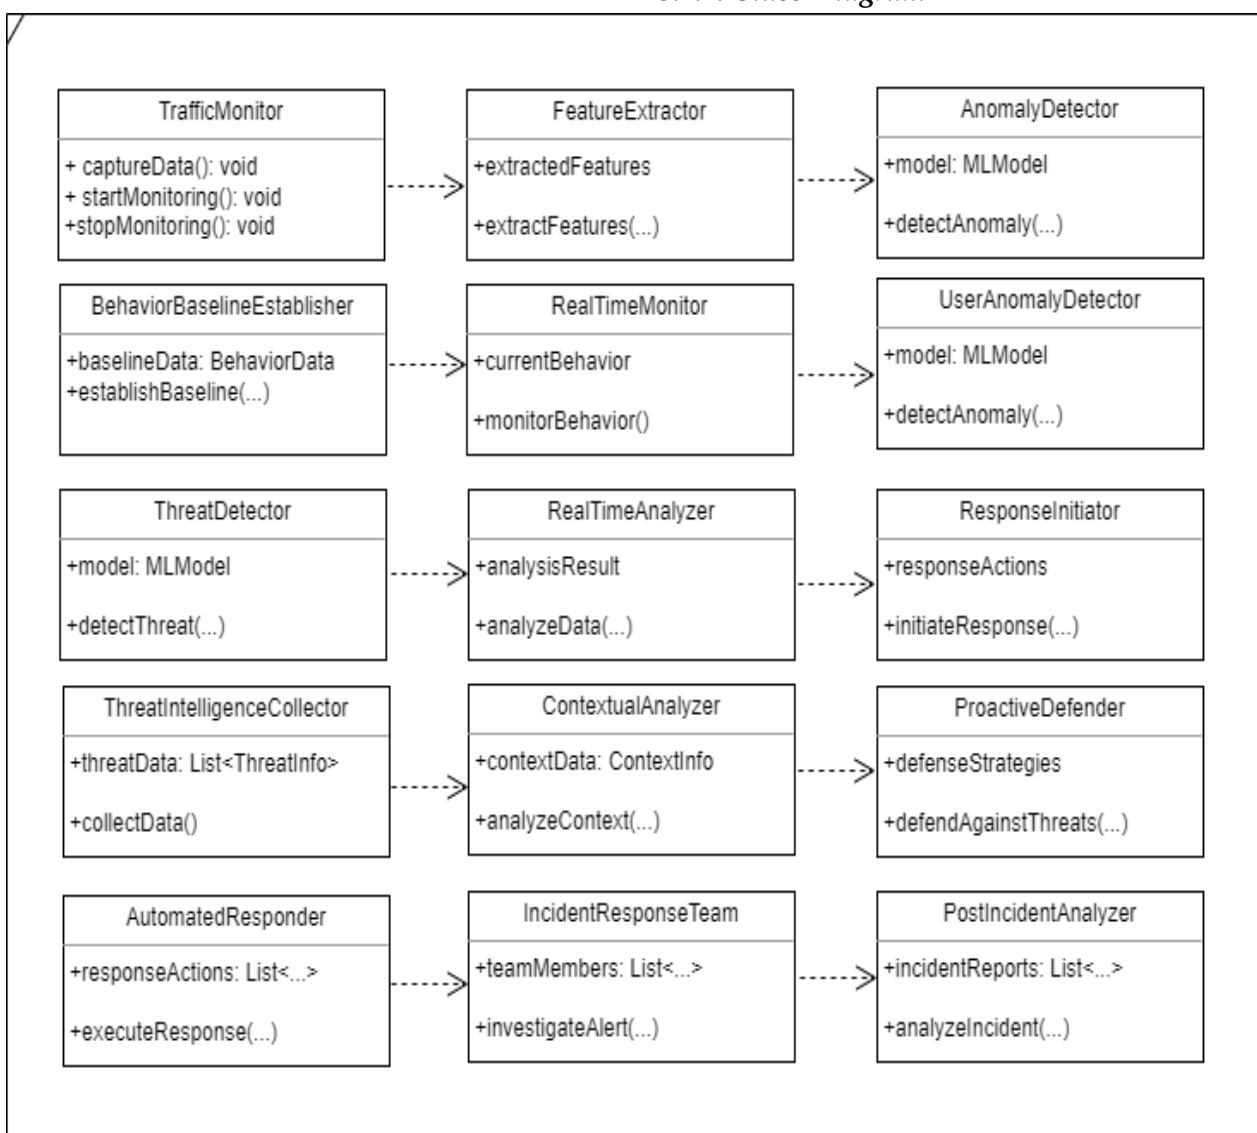 TrafficMonitor
+ captureData(): void
+ startMonitoring(): void
+stopMonitoring(): void
FeatureExtractor
+extractedFeatures
+extractFeatures(...)
AnomalyDetector
+model: MLModel
+detectAnomaly(...)
BehaviorBaselineEstablisher
+baselineData: BehaviorData
+establishBaseline(...)
RealTimeMonitor
+currentBehavior
+monitorBehavior()
UserAnomalyDetector
+model: MLModel
+detectAnomaly(...)
ThreatDetector
+model: MLModel
+detectThreat(...)
RealTimeAnalyzer
+analysisResult
+analyzeData(...)
ResponseInitiator
+responseActions
+initiateResponse(...)
ThreatIntelligenceCollector
+threatData: List<ThreatInfo>
+collectData()
ContextualAnalyzer
+contextData: ContextInfo
+analyzeContext(...)
ProactiveDefender
+defenseStrategies
+defendAgainstThreats(...)
AutomatedResponder
+responseActions: List<...>
+executeResponse(...)
IncidentResponseTeam
+teamMembers: List<...>
+investigateAlert(...)
PostIncidentAnalyzer
+incidentReports: List<...>
+analyzeIncident(...)